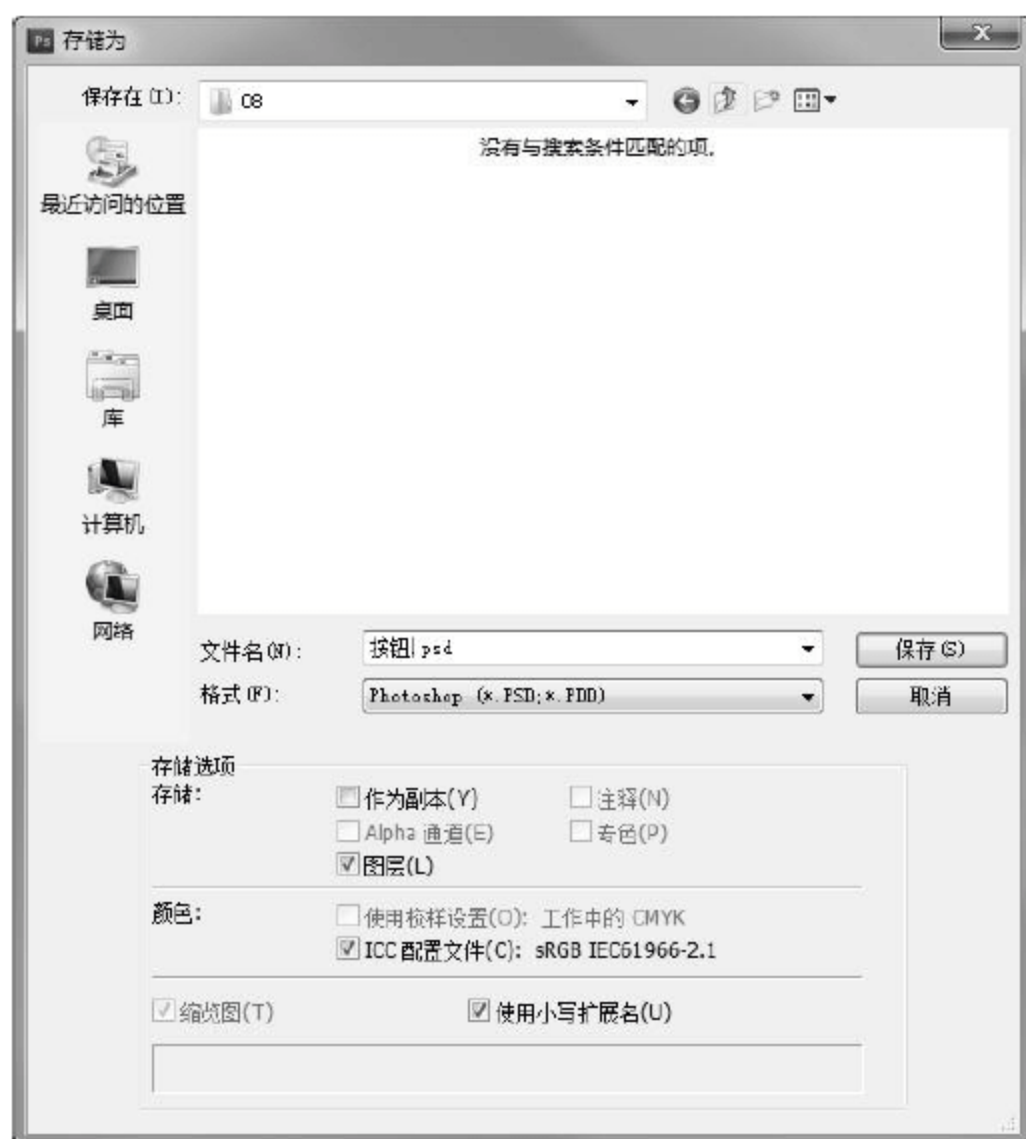 Ps 存储为
保存在(I): 08
没有与搜索条件匹配的项。
最近访问的位置
桌面
库
计算机
网络
文件名(N): 按钮.psd 保存(S)
格式(F): Photoshop (*.PSD;*.PDD) 取消
存储选项
存储: 作为副本(Y) 注释(N)
Alpha 通道(E) 专色(P)
图层(L)
颜色: 使用校样设置(O): 工作中的 CMYK
ICC 配置文件(C): sRGB IEC61966-2.1
缩览图(T) 使用小写扩展名(U)